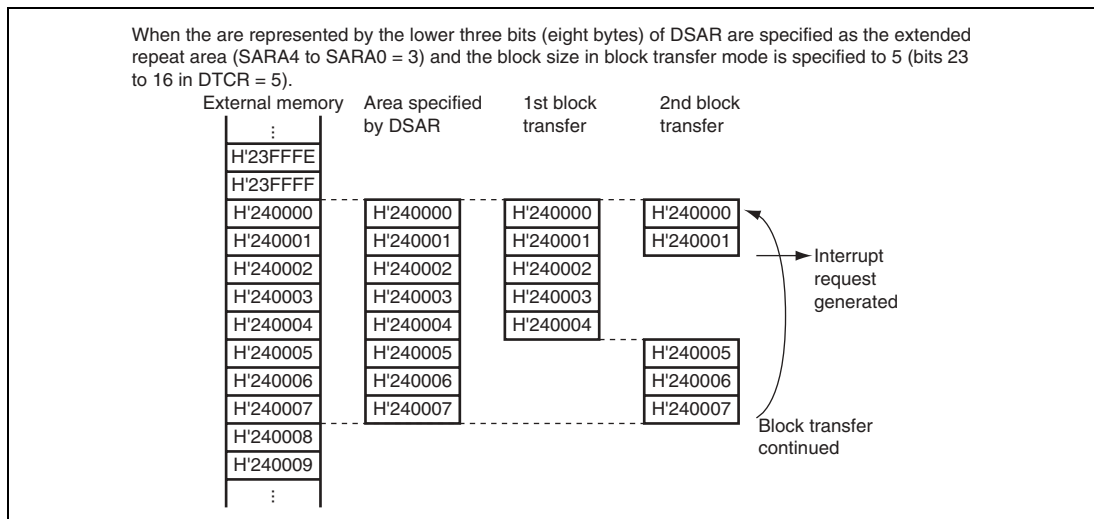 When the are represented by the lower three bits (eight bytes) of DSAR are specified as the extended
repeat area (SARA4 to SARA0 = 3) and the block size in block transfer mode is specified to 5 (bits 23
to 16 in DTCR = 5).
External memory
⋮
H'23FFFE
H'23FFFF
H'240000
H'240001
H'240002
H'240003
H'240004
H'240005
H'240006
H'240007
H'240008
H'240009
⋮
Area specified
by DSAR
H'240000
H'240001
H'240002
H'240003
H'240004
H'240005
H'240006
H'240007
1st block
transfer
H'240000
H'240001
H'240002
H'240003
H'240004
2nd block
transfer
H'240000
H'240001
H'240005
H'240006
H'240007
Interrupt
request
generated
Block transfer
continued